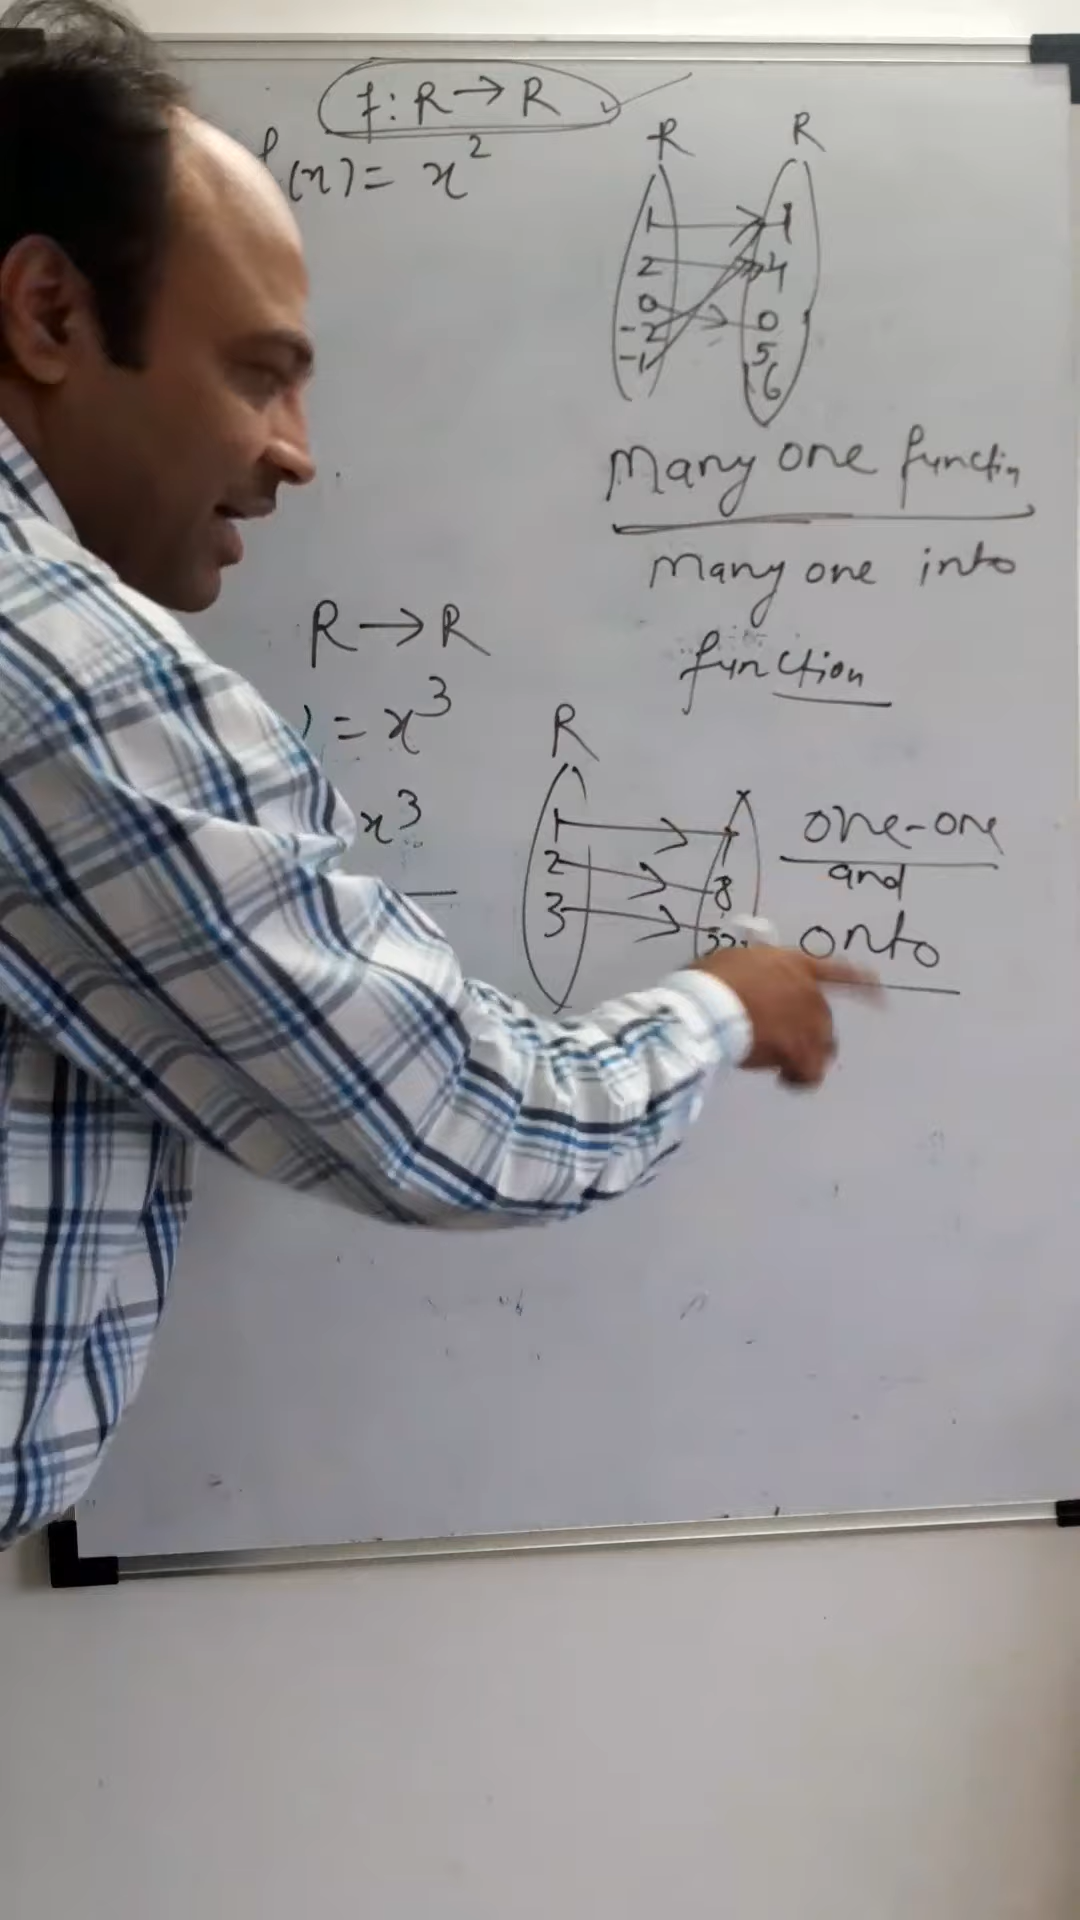 f: R → R
f(x) = x²
R R
1 1
2 4
0 0
-2 5
-1 6
Many one functin
Many one into
function
R → R
) = x³
x³
R
1 1
2 8
3 27
one-one
and
onto